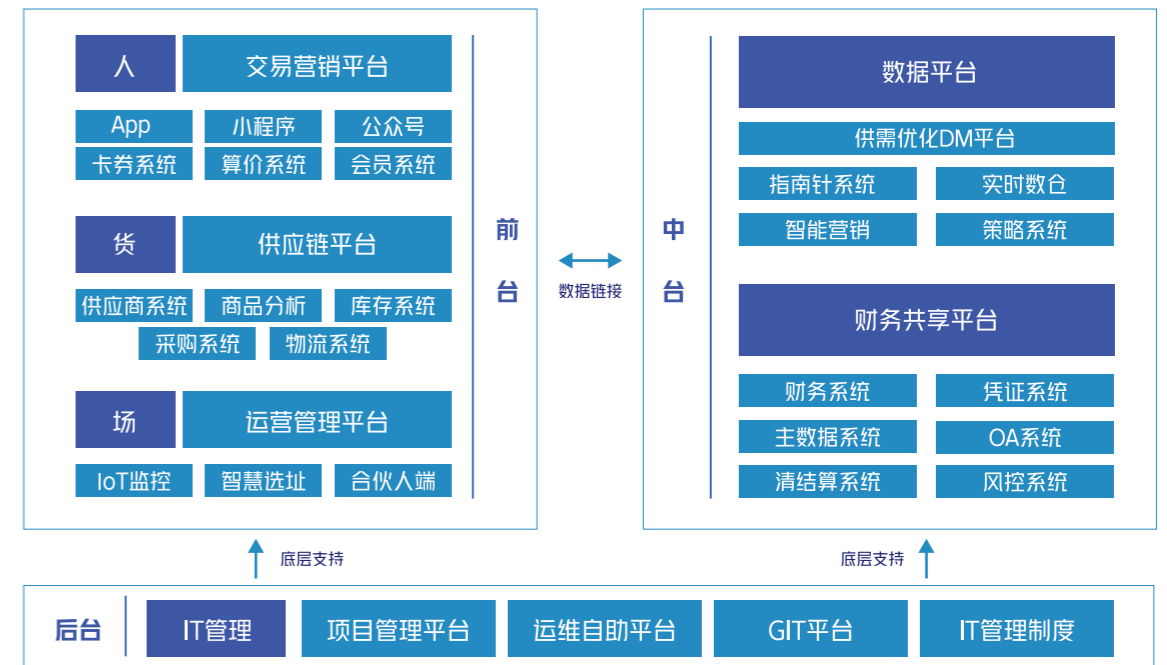 人
交易营销平台
App
小程序
公众号
卡券系统
算价系统
会员系统
货
供应链平台
供应商系统
商品分析
库存系统
采购系统
物流系统
场
运营管理平台
IoT监控
智慧选址
合伙人端
前
台
数据链接
中
台
数据平台
供需优化DM平台
指南针系统
实时数仓
智能营销
策略系统
财务共享平台
财务系统
凭证系统
主数据系统
OA系统
清结算系统
风控系统
底层支持
底层支持
后台
IT管理
项目管理平台
运维自助平台
GIT平台
IT管理制度